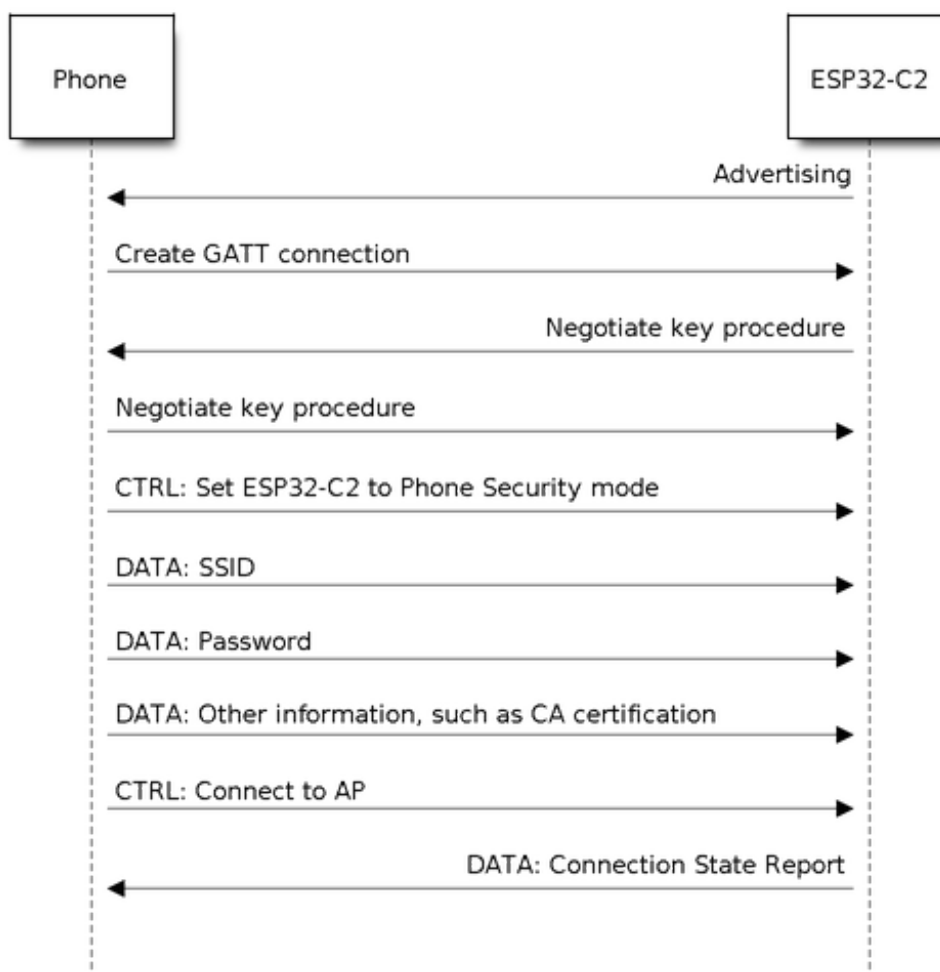 Phone
ESP32-C2
Advertising
Create GATT connection
Negotiate key procedure
Negotiate key procedure
CTRL: Set ESP32-C2 to Phone Security mode
DATA: SSID
DATA: Password
DATA: Other information, such as CA certification
CTRL: Connect to AP
DATA: Connection State Report